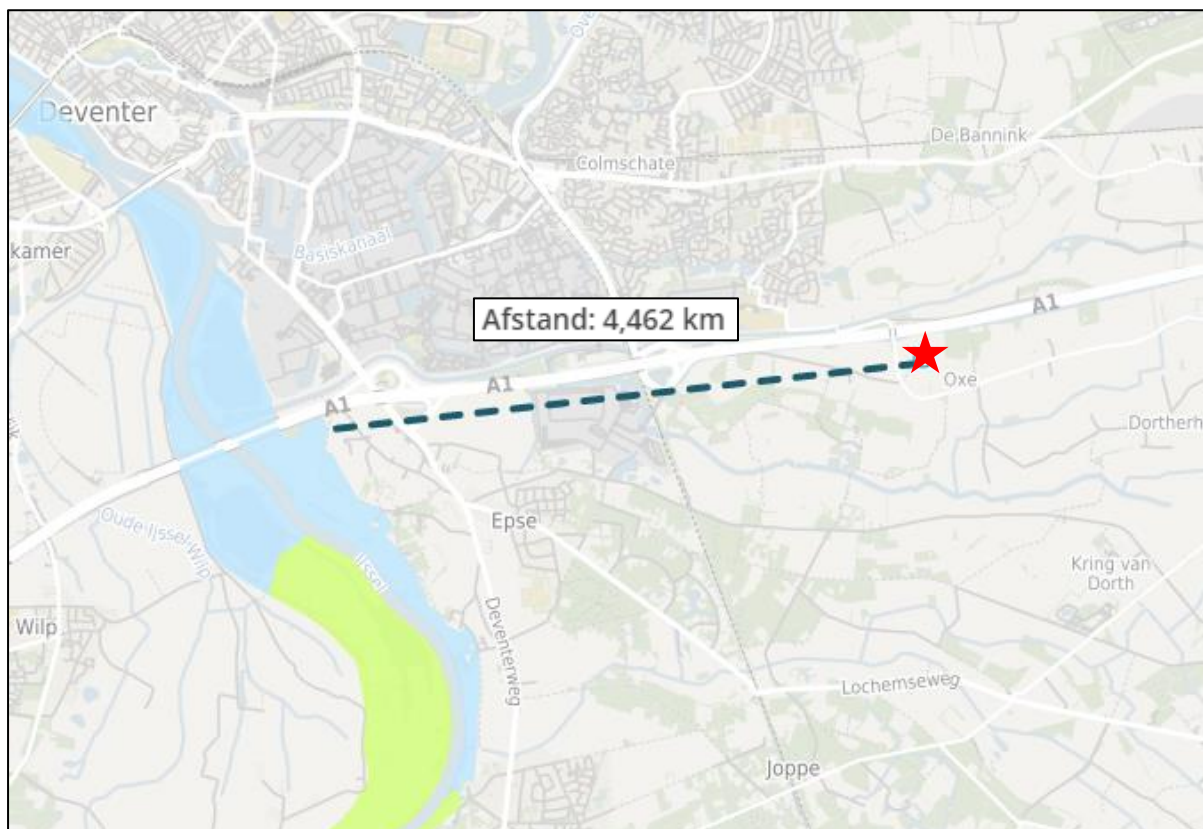 Deventer
De Bannink
Colmschate
kamer
Basiskanaal
A1
Afstand: 4,462 km
A1
Oxe
A1
Dortherh
Epse
Oude IJssel-Wilp
IJssel
Kring van
Dorth
Wilp
Deventerweg
Lochemseweg
Joppe